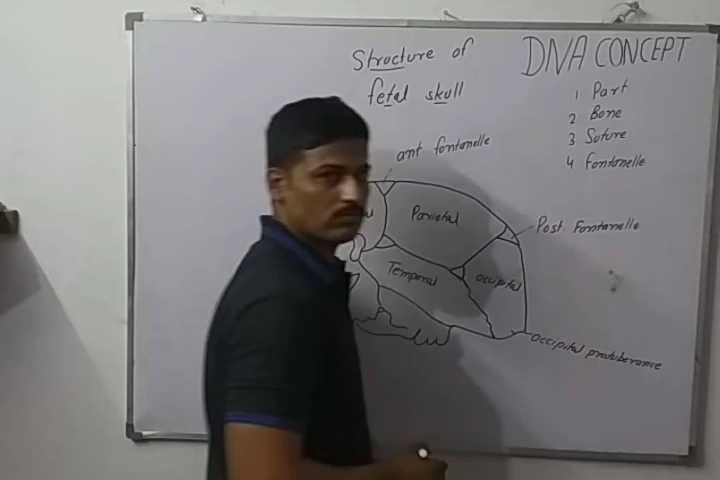 Structure of
fetal skull
DNA CONCEPT
1 Part
2 Bone
3 Suture
4 Fontanelle
ant fontanelle
Parietal
Post. Fontanelle
Temporal
occipital
occipital protuberance